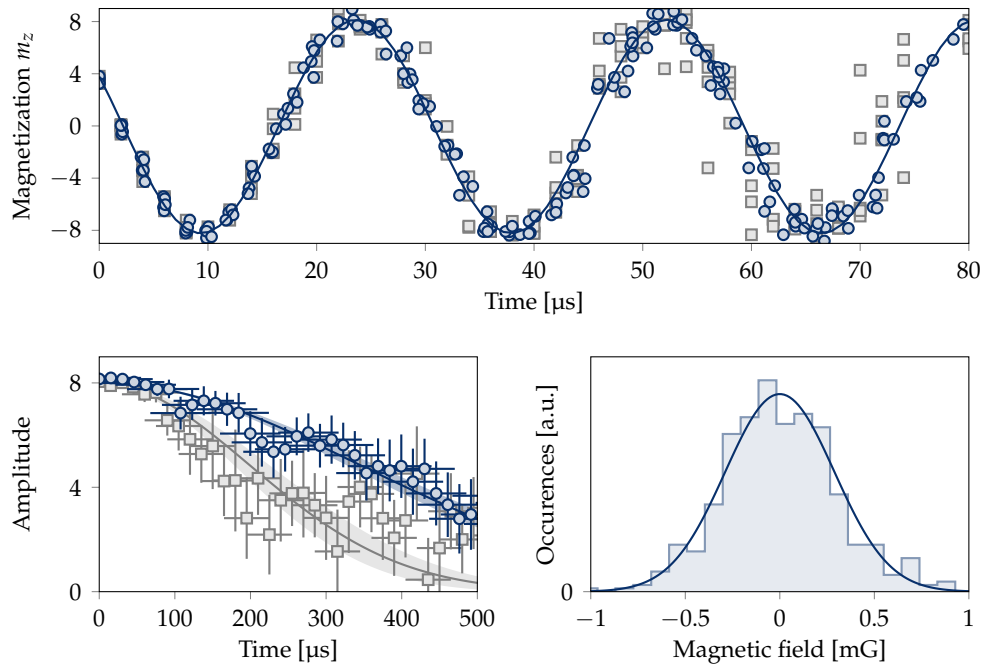 Magnetization m_z
8
4
0
−4
−8
0 10 20 30 40 50 60 70 80
Time [µs]
Amplitude
8
4
0
0 100 200 300 400 500
Time [µs]
Occurences [a.u.]
0
−1 −0.5 0 0.5 1
Magnetic field [mG]